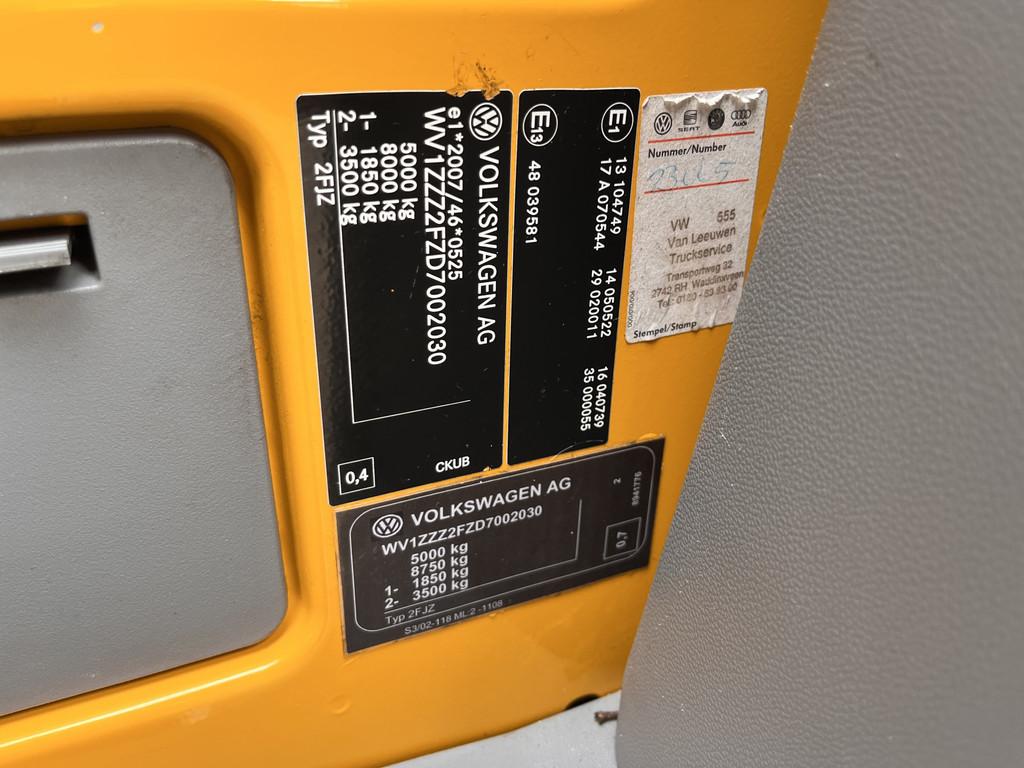 VOLKSWAGEN AG
e1*2007/46*0525
WV1ZZZ2FZD7002030
5000 kg
8000 kg
1- 1850 kg
2- 3500 kg
Typ 2FJZ
0,4
CKUB
E1
13 104749 14 050522 16 040739
17 A 070544 29 020011 35 000055
E13
48 039581
SEAT
Audi
Nummer/Number
VW 555
Van Leeuwen
Truckservice
Transportweg 32
2742 RH Waddinxveen
Stempel/Stamp
VOLKSWAGEN AG
WV1ZZZ2FZD7002030
5000 kg
8750 kg
1- 1850 kg
2- 3500 kg
Typ 2FJZ
S3/02-118 ML:2 -1108
2
8941776
0,7